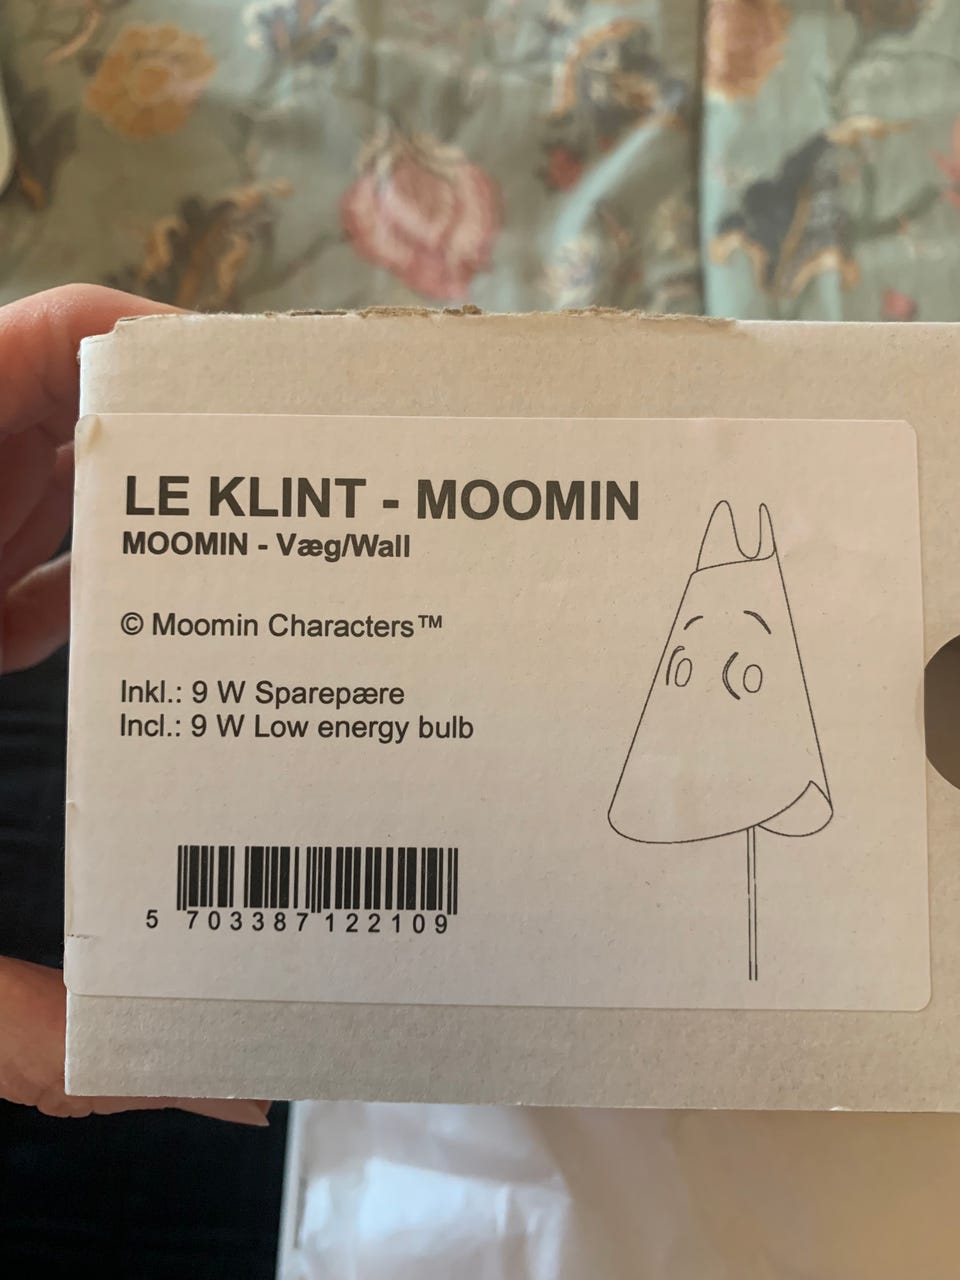 LE KLINT - MOOMIN
MOOMIN - Væg/Wall
© Moomin Characters™
Inkl.: 9 W Sparepære
Incl.: 9 W Low energy bulb
5 703387 122109